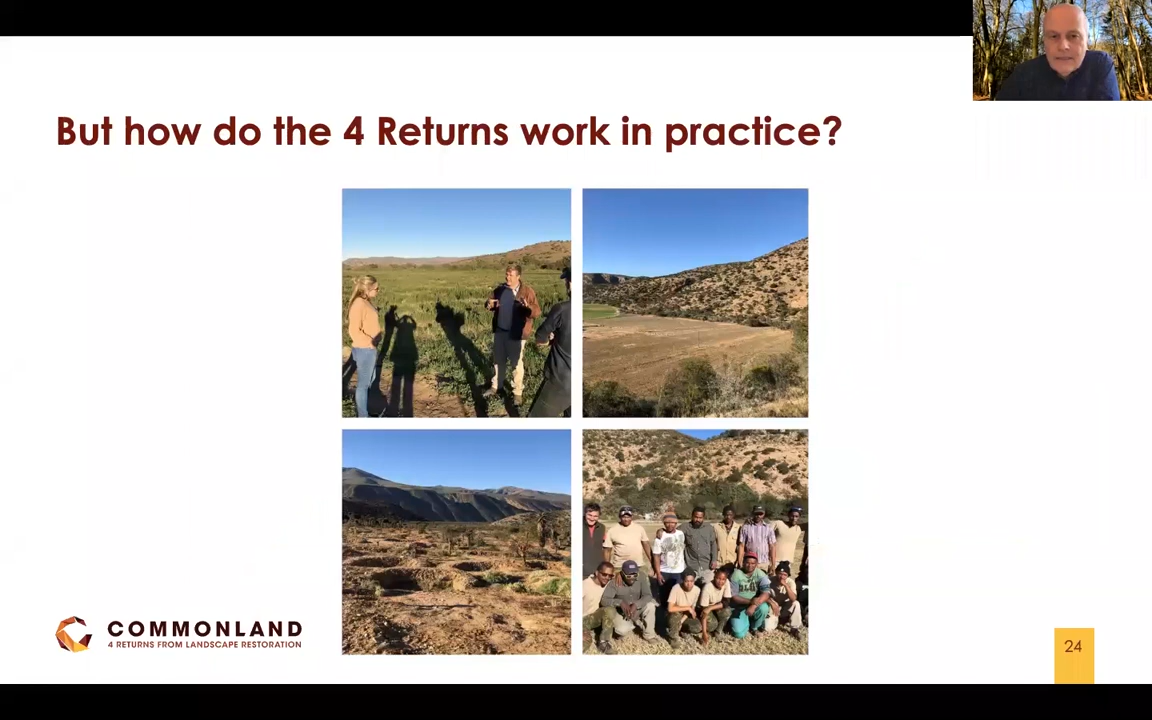 But how do the 4 Returns work in practice?
COMMONLAND
4 RETURNS FROM LANDSCAPE RESTORATION
24